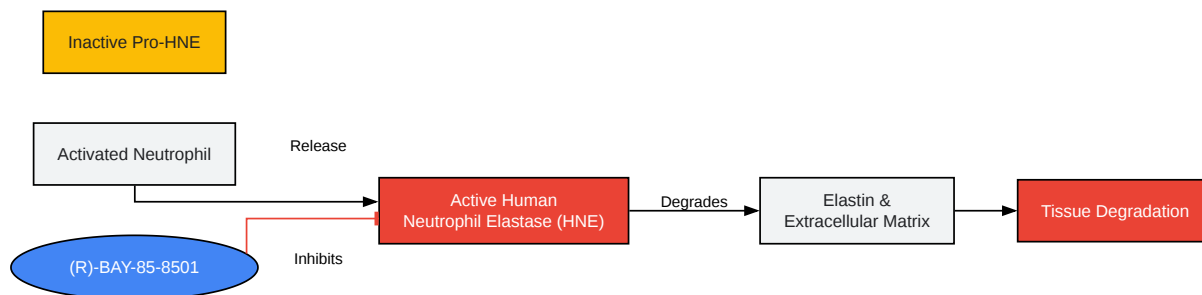 Inactive Pro-HNE
Activated Neutrophil
Release
Active Human
Neutrophil Elastase (HNE)
Degrades
Elastin &
Extracellular Matrix
Tissue Degradation
Inhibits
(R)-BAY-85-8501